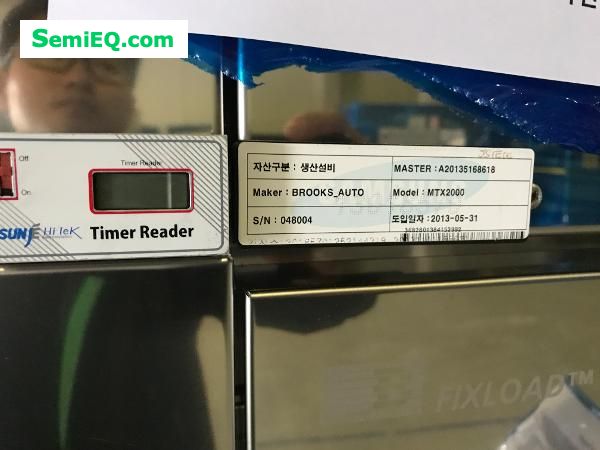 SemiEQ.com
Off
On
Timer Reader
SUNJE Hi teK
Timer Reader
자산구분 : 생산설비
MASTER : A20135168618
Maker : BROOKS_AUTO
Model : MTX2000
S/N : 048004
도입일자 : 2013-05-31
FIXLOAD™